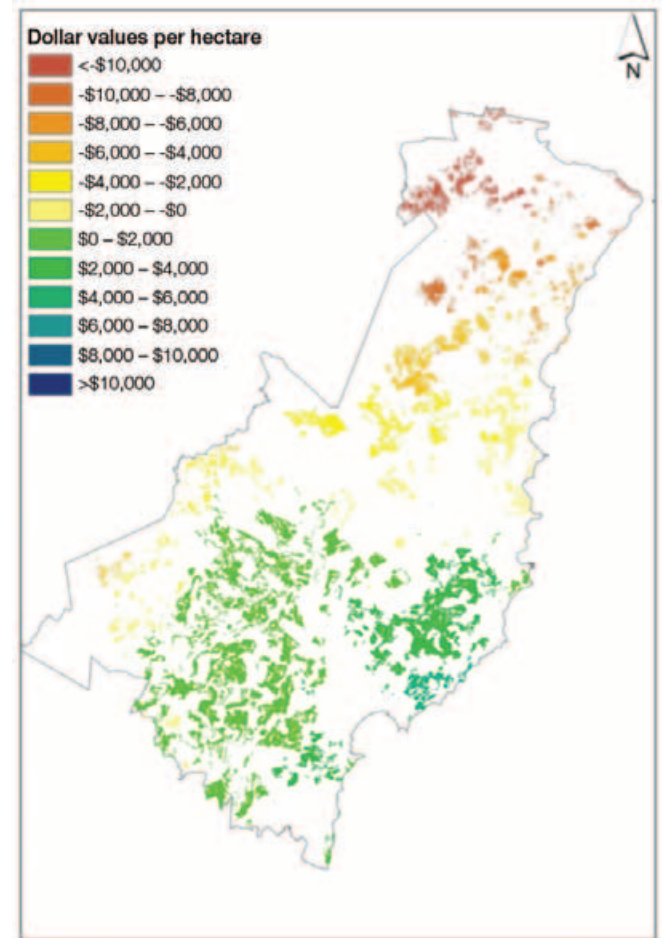 Dollar values per hectare
<-$10,000
-$10,000 – -$8,000
-$8,000 – -$6,000
-$6,000 – -$4,000
-$4,000 – -$2,000
-$2,000 – -$0
$0 – $2,000
$2,000 – $4,000
$4,000 – $6,000
$6,000 – $8,000
$8,000 – $10,000
>$10,000
N